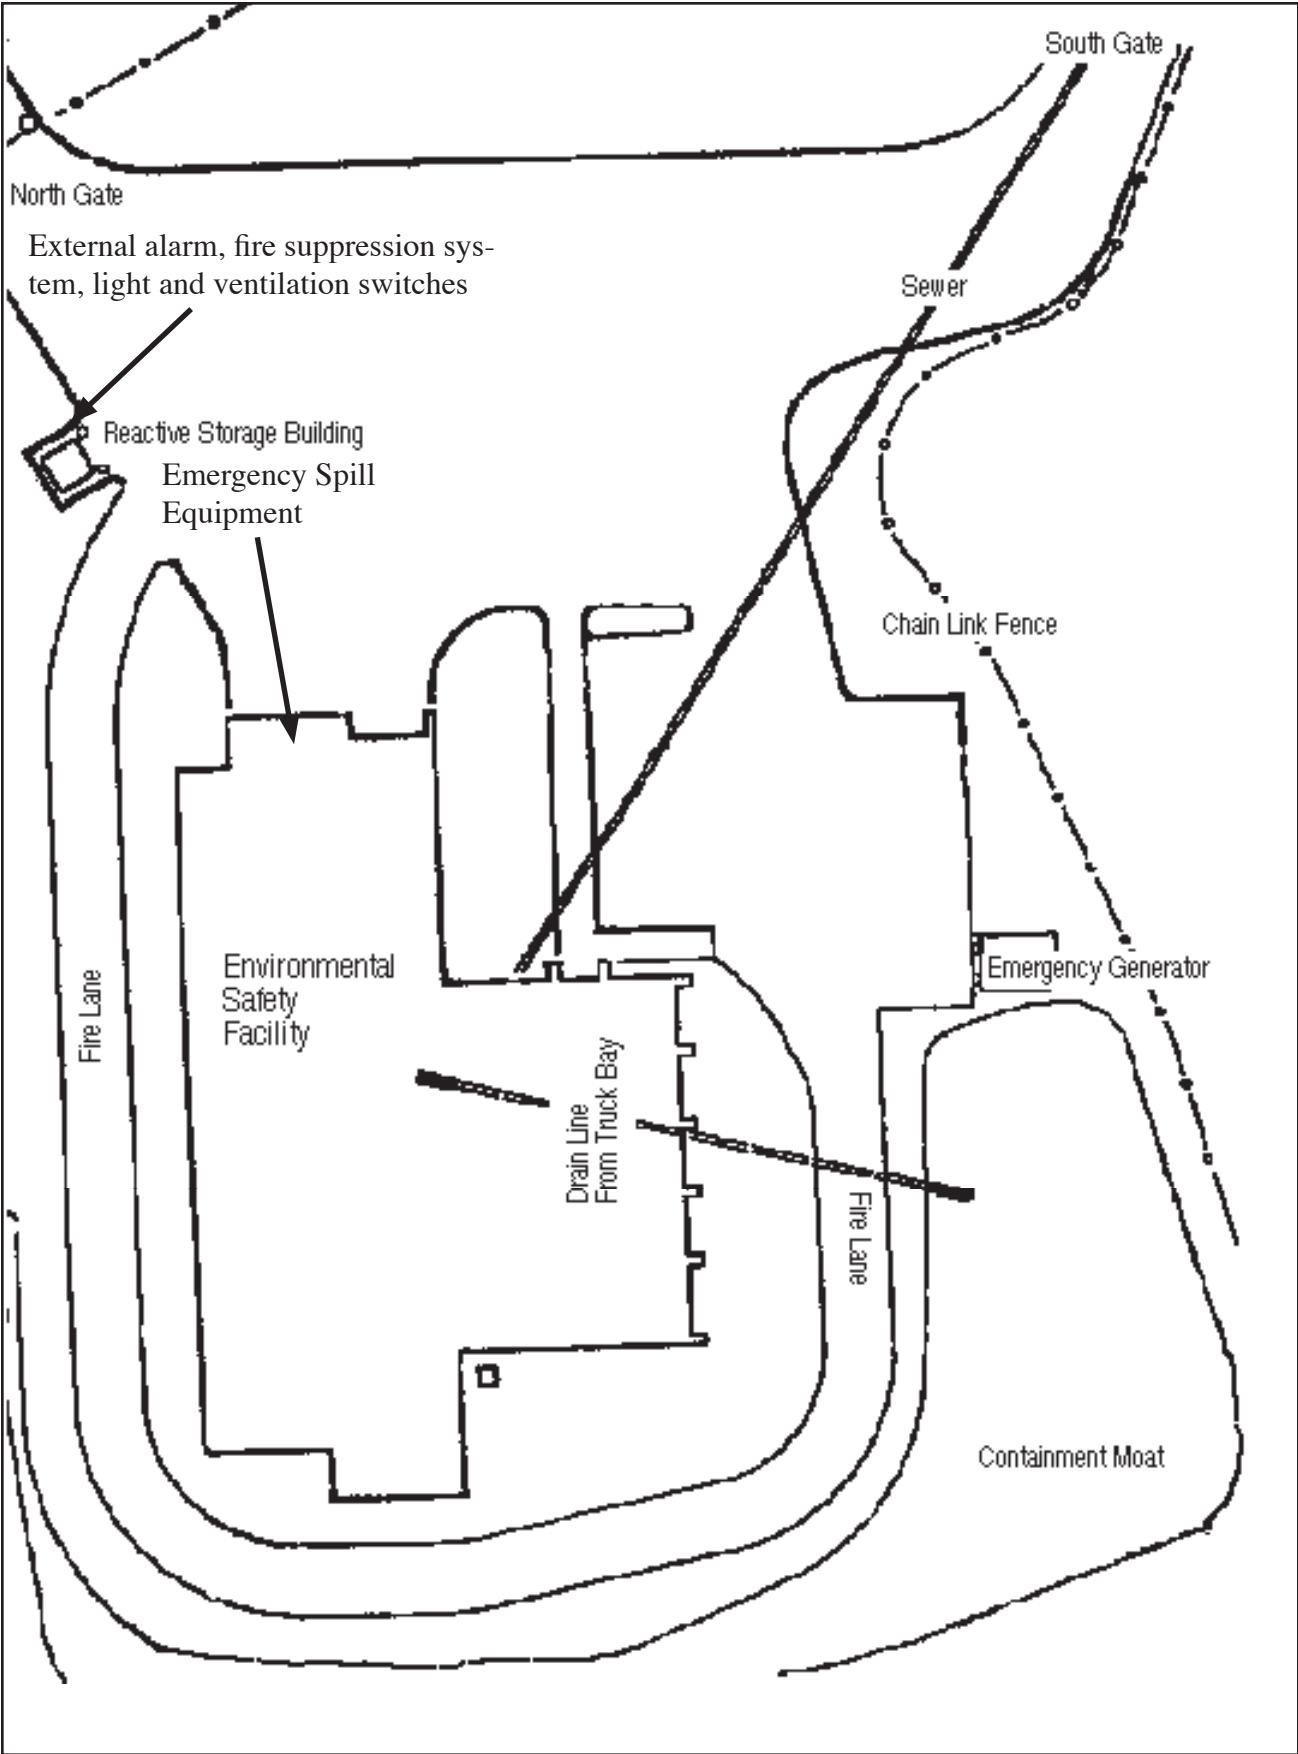 South Gate
North Gate
External alarm, fire suppression sys-
tem, light and ventilation switches
Sewer
Reactive Storage Building
Emergency Spill
Equipment
Chain Link Fence
Environmental
Safety
Facility
Emergency Generator
Fire Lane
Drain Line
From Truck Bay
Fire Lane
Containment Moat